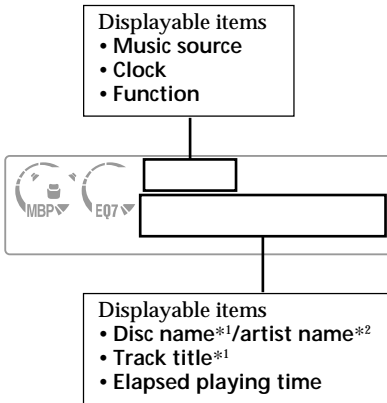 Displayable items
• Music source
• Clock
• Function
MBP EQ7
Displayable items
• Disc name*1/artist name*2
• Track title*1
• Elapsed playing time